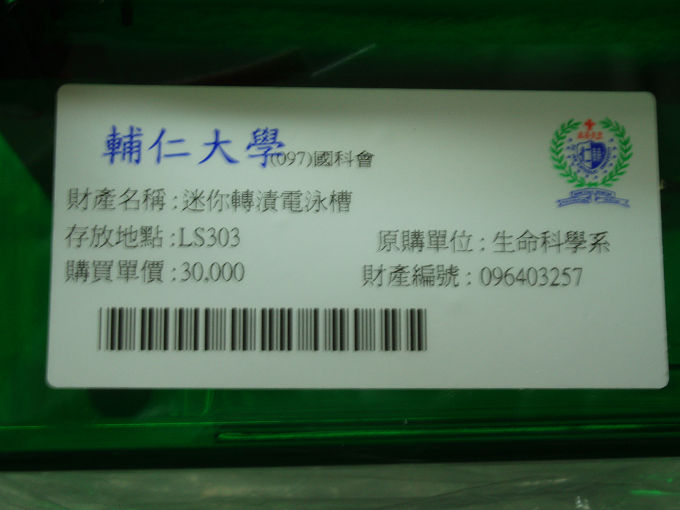 輔仁大學(097)國科會
財產名稱：迷你轉漬電泳槽
存放地點：LS303 原購單位：生命科學系
購買單價：30,000 財產編號：096403257